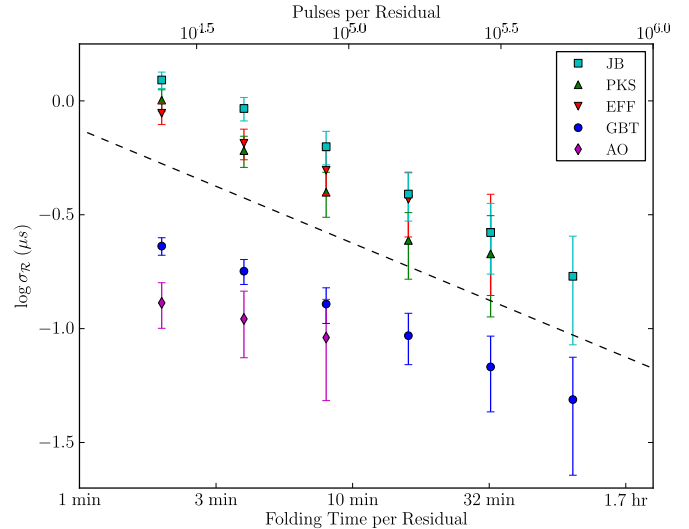 Pulses per Residual
10^4.5 10^5.0 10^5.5 10^6.0
JB
PKS
EFF
GBT
AO
0.0
−0.5
−1.0
−1.5
log σ_R (μs)
1 min 3 min 10 min 32 min 1.7 hr
Folding Time per Residual